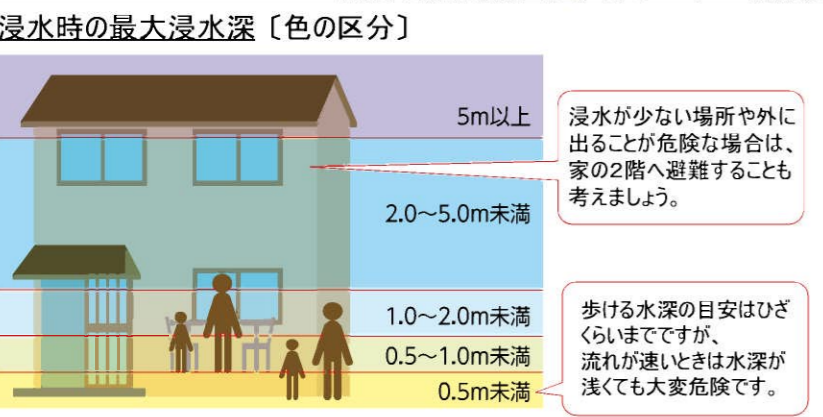 浸水時の最大浸水深〔色の区分〕
5m以上
浸水が少ない場所や外に
出ることが危険な場合は、
家の2階へ避難することも
考えましょう。
2.0～5.0m未満
1.0～2.0m未満
0.5～1.0m未満
0.5m未満
歩ける水深の目安はひざ
くらいまでですが、
流れが速いときは水深が
浅くても大変危険です。